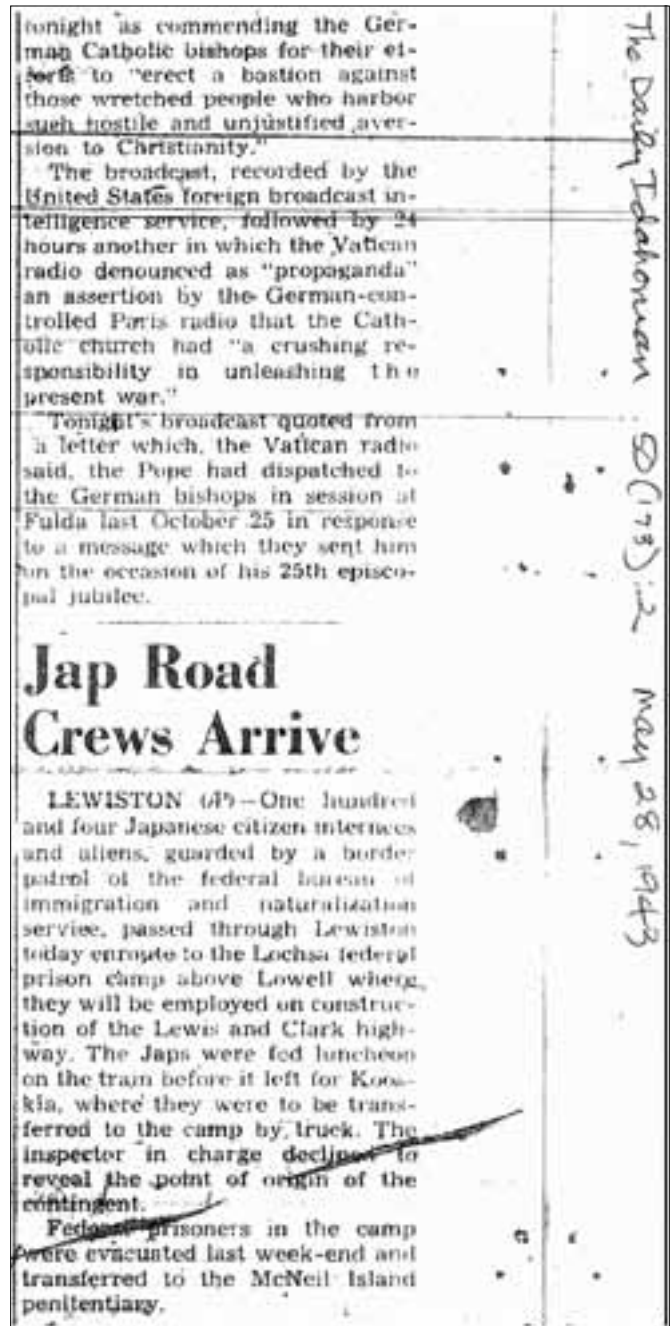 tonight as commending the Ger-
man Catholic bishops for their ef-
forts to "erect a bastion against
those wretched people who harbor
such hostile and unjustified aver-
sion to Christianity."
The broadcast, recorded by the
United States foreign broadcast in-
telligence service, followed by 24
hours another in which the Vatican
radio denounced as "propaganda"
an assertion by the German-con-
trolled Paris radio that the Cath-
olic church had "a crushing re-
sponsibility in unleashing the
present war."
Tonight's broadcast quoted from
a letter which, the Vatican radio
said, the Pope had dispatched to
the German bishops in session at
Fulda last October 25 in response
to a message which they sent him
on the occasion of his 25th episco-
pal jubilee.
Jap Road
Crews Arrive
LEWISTON (AP)—One hundred
and four Japanese citizen internees
and aliens, guarded by a border
patrol of the federal bureau of
immigration and naturalization
service, passed through Lewiston
today enroute to the Lochsa federal
prison camp above Lowell where
they will be employed on construc-
tion of the Lewis and Clark high-
way. The Japs were fed luncheon
on the train before it left for Koos-
kia, where they were to be trans-
ferred to the camp by truck. The
inspector in charge declined to
reveal the point of origin of the
contingent.
Federal prisoners in the camp
were evacuated last week-end and
transferred to the McNeil Island
penitentiary.
The Daily Idahonian 50(173):2 May 28, 1943